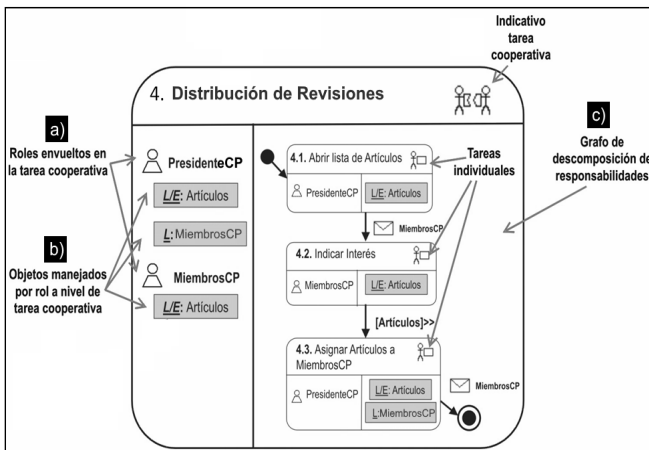 Indicativo
tarea
cooperativa
4. Distribución de Revisiones
a)
Roles envueltos en
la tarea cooperativa
PresidenteCP
L/E: Artículos
L:MiembrosCP
b)
Objetos manejados
por rol a nivel de
tarea cooperativa
MiembrosCP
L/E: Artículos
4.1. Abrir lista de Artículos
PresidenteCP
L/E: Artículos
MiembrosCP
4.2. Indicar Interés
MiembrosCP
L/E: Artículos
[Artículos]>>
4.3. Asignar Artículos a
MiembrosCP
PresidenteCP
L/E: Artículos
L:MiembrosCP
MiembrosCP
Tareas
individuales
c)
Grafo de
descomposición de
responsabilidades